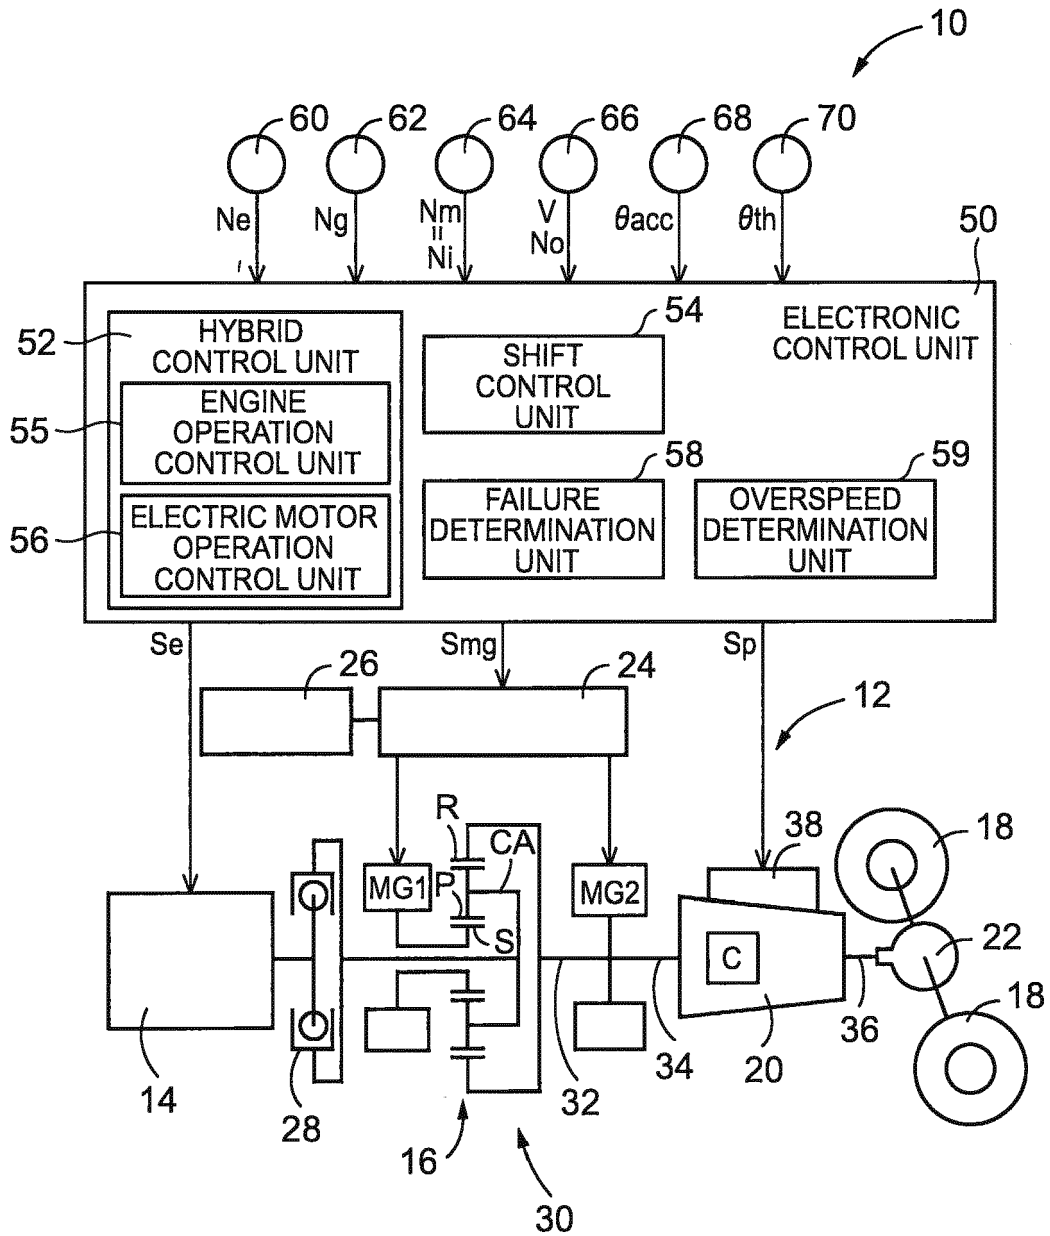 10
60
62
64
66
68
70
Ne
Ng
Nm
=
Ni
V
No
θacc
θth
50
52
HYBRID
CONTROL UNIT
54
SHIFT
CONTROL
UNIT
ELECTRONIC
CONTROL UNIT
55
ENGINE
OPERATION
CONTROL UNIT
56
ELECTRIC MOTOR
OPERATION
CONTROL UNIT
58
FAILURE
DETERMINATION
UNIT
59
OVERSPEED
DETERMINATION
UNIT
Se
Smg
Sp
26
24
12
R
CA
38
18
MG1
P
MG2
S
C
22
18
14
28
32
34
20
36
16
30